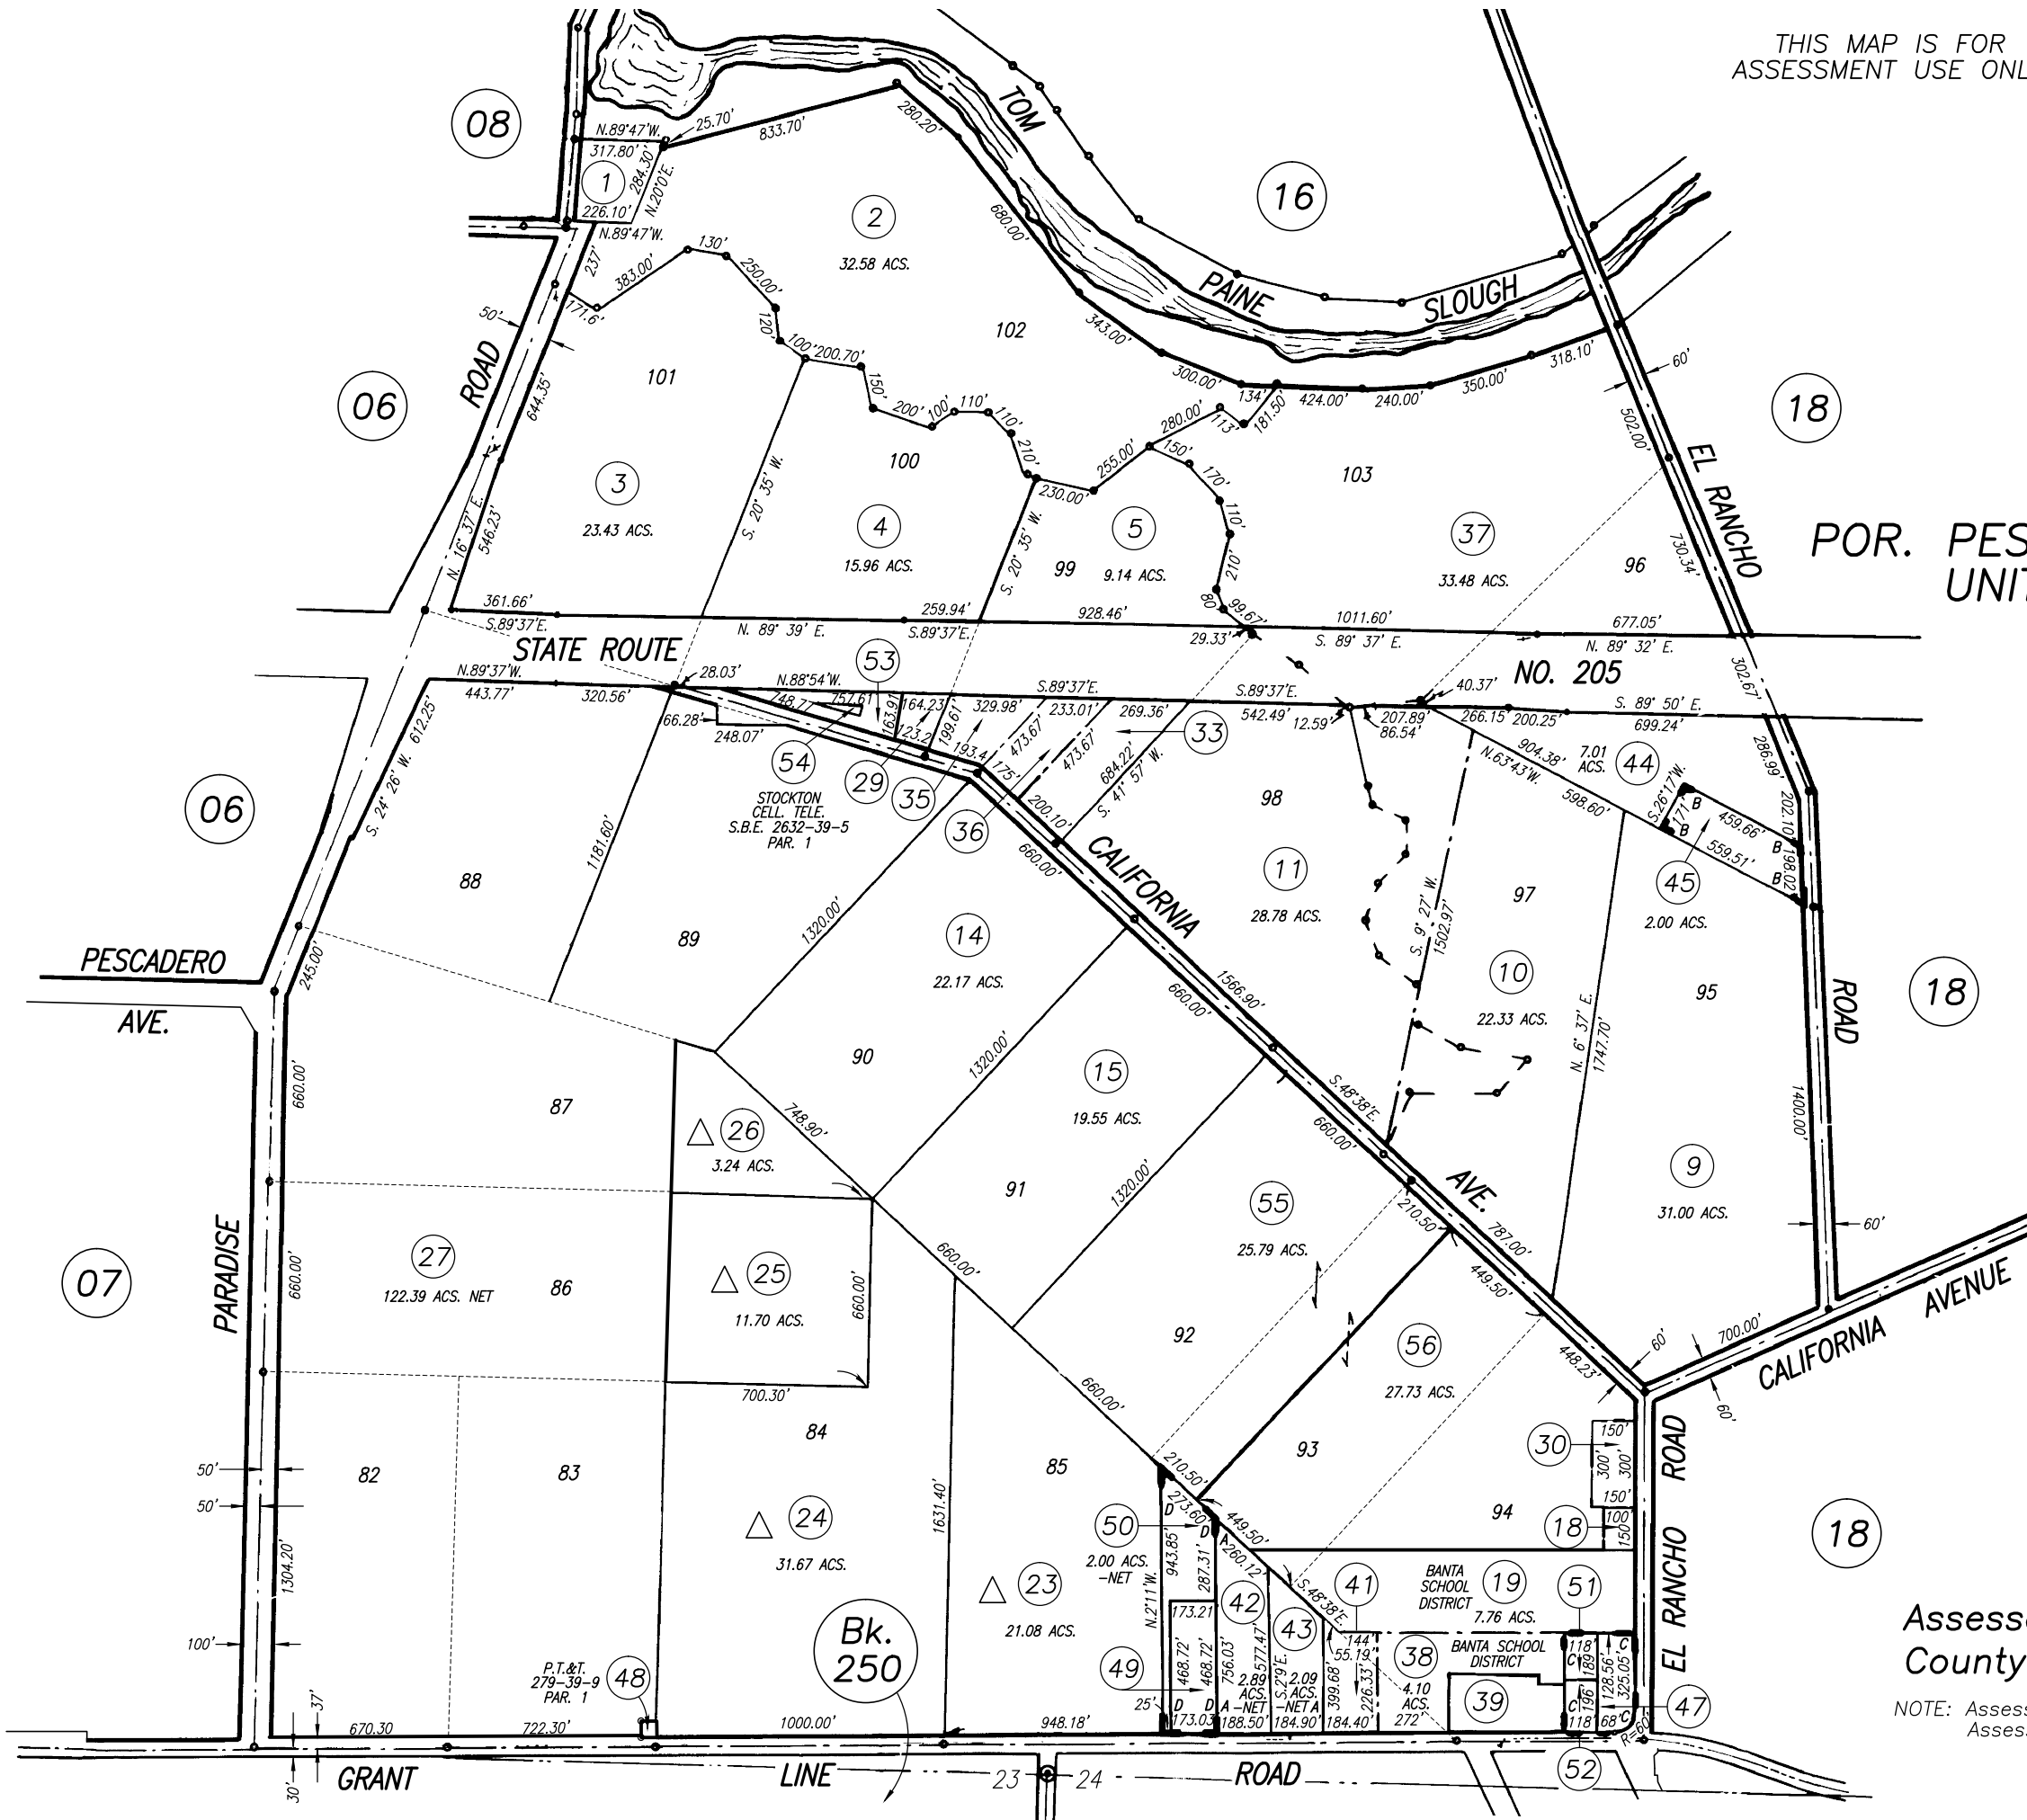 THIS MAP IS FOR
ASSESSMENT USE ONL
08
N.89°47'W.
317.80'
25.70'
833.70'
280.20'
TOM
1
284.30'
N.20°0'E.
226.10'
N.89°47'W.
2
32.58 ACS.
680.00'
16
PAINE
SLOUGH
237'
171.6'
383.00'
130'
250.00'
120'
100'
200.70'
102
343.00'
318.10'
60'
50'
ROAD
06
101
644.35'
150'
200'
100'
110'
110'
210'
300.00'
134'
181.50'
424.00'
240.00'
350.00'
502.00'
18
280.00'
113'
255.00'
150'
170'
110'
210'
80'
99.67'
100
103
EL RANCHO
3
23.43 ACS.
S. 20° 35' W.
4
15.96 ACS.
230.00'
S. 20° 35' W.
99
5
9.14 ACS.
37
33.48 ACS.
96
730.34'
POR. PES
UNIT
N. 16° 37' E.
546.23'
361.66'
S.89°37'E.
N. 89° 39' E.
259.94'
S.89°37'E.
928.46'
29.33'
1011.60'
S. 89° 37' E.
677.05'
N. 89° 32' E.
STATE ROUTE
NO. 205
53
302.67'
N.89°37'W.
443.77'
320.56'
28.03'
N.88°54'W.
748.77'
757.61'
163.91'
164.23'
199.61'
329.98'
S.89°37'E.
233.01'
269.36'
S.89°37'E.
542.49'
12.59'
40.37'
207.89'
86.54'
266.15'
200.25'
S. 89° 50' E.
699.24'
66.28'
248.07'
123.2'
193.4'
473.67'
175'
473.67'
33
684.22'
S. 41° 57' W.
200.10'
54
29
35
36
STOCKTON
CELL. TELE.
S.B.E. 2632-39-5
PAR. 1
612.25'
S. 24° 26' W.
06
904.38'
N.63°43'W.
7.01
ACS.
44
286.99'
202.10'
S.26°17'W.
171'
B
B
459.66'
B
B
198.02'
598.60'
559.51'
45
2.00 ACS.
1181.60'
88
89
1320.00'
660.00'
CALIFORNIA
98
11
28.78 ACS.
S. 9° 27' W.
1502.97'
97
14
22.17 ACS.
PESCADERO
AVE.
245.00'
1566.90'
660.00'
10
22.33 ACS.
95
ROAD
18
90
1320.00'
N. 6° 37' E.
1747.70'
660.00'
87
15
19.55 ACS.
S.48°38'E.
660.00'
1400.00'
26
3.24 ACS.
748.90'
91
1320.00'
AVE.
9
31.00 ACS.
60'
07
PARADISE
660.00'
27
122.39 ACS. NET
86
25
11.70 ACS.
660.00'
700.30'
660.00'
55
25.79 ACS.
210.50'
787.00'
449.50'
92
56
27.73 ACS.
448.23'
60'
700.00'
60'
CALIFORNIA
AVENUE
660.00'
84
82
83
85
93
94
50'
50'
30
150'
300'
300'
150'
ROAD
210.50'
273.60'
D
D
A
449.50'
260.12'
24
31.67 ACS.
1631.40'
50
2.00 ACS.
-NET
943.85'
N.2°11'W.
287.31'
18
100'
150'
18
1304.20'
23
21.08 ACS.
173.21'
42
43
S.48°38'E.
41
BANTA
SCHOOL
DISTRICT
19
7.76 ACS.
51
EL RANCHO
Assess
County
100'
Bk.
250
49
468.72'
468.72'
756.03'
577.47'
2.89
ACS.
-NET
S.2°9'E.
2.09
ACS.
-NET
399.68'
144'
55.19'
226.33'
38
4.10
ACS.
272'
BANTA SCHOOL
DISTRICT
39
118'
C
189'
C
128.56'
325.05'
196'
C
118'
68'
C
47
NOTE: Assess
Assess
P.T.&T.
279-39-9
PAR. 1
48
37'
30'
670.30
722.30'
1000.00'
948.18'
25'
D
D
173.03'
A
188.50'
A
184.90'
184.40'
R=60'
52
GRANT
LINE
23
24
ROAD